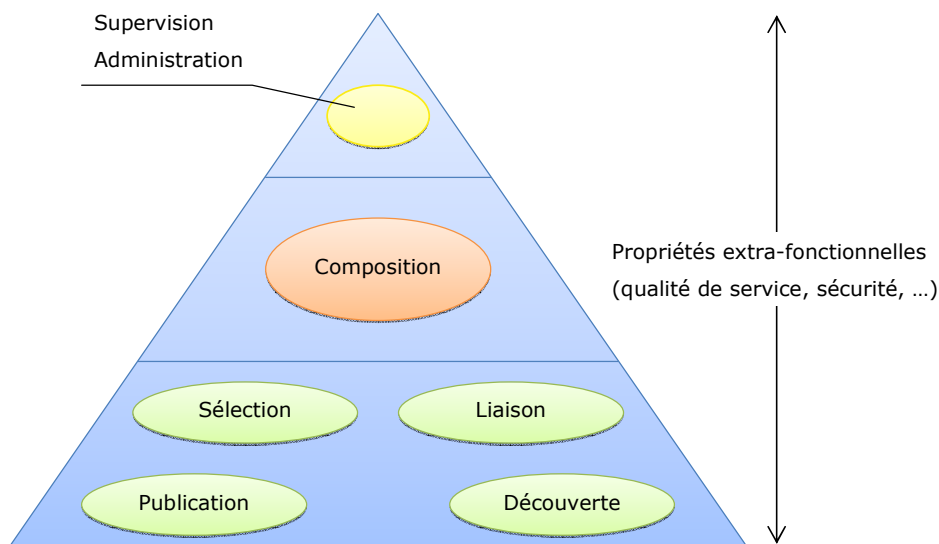 Supervision
Administration
Composition
Propriétés extra-fonctionnelles
(qualité de service, sécurité, ...)
Sélection
Liaison
Publication
Découverte